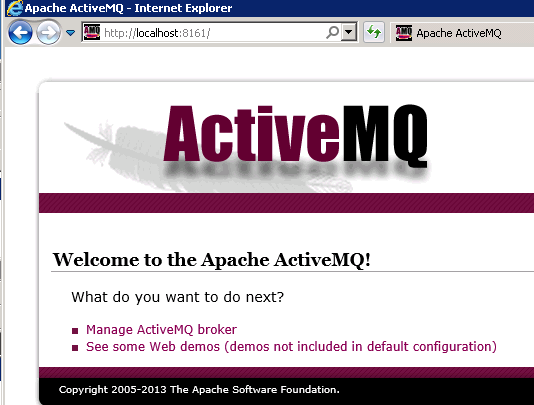 Apache ActiveMQ - Internet Explorer
AMQ http://localhost:8161/ AMQ Apache ActiveMQ
ActiveMQ
Welcome to the Apache ActiveMQ!
What do you want to do next?
Manage ActiveMQ broker
See some Web demos (demos not included in default configuration)
Copyright 2005-2013 The Apache Software Foundation.